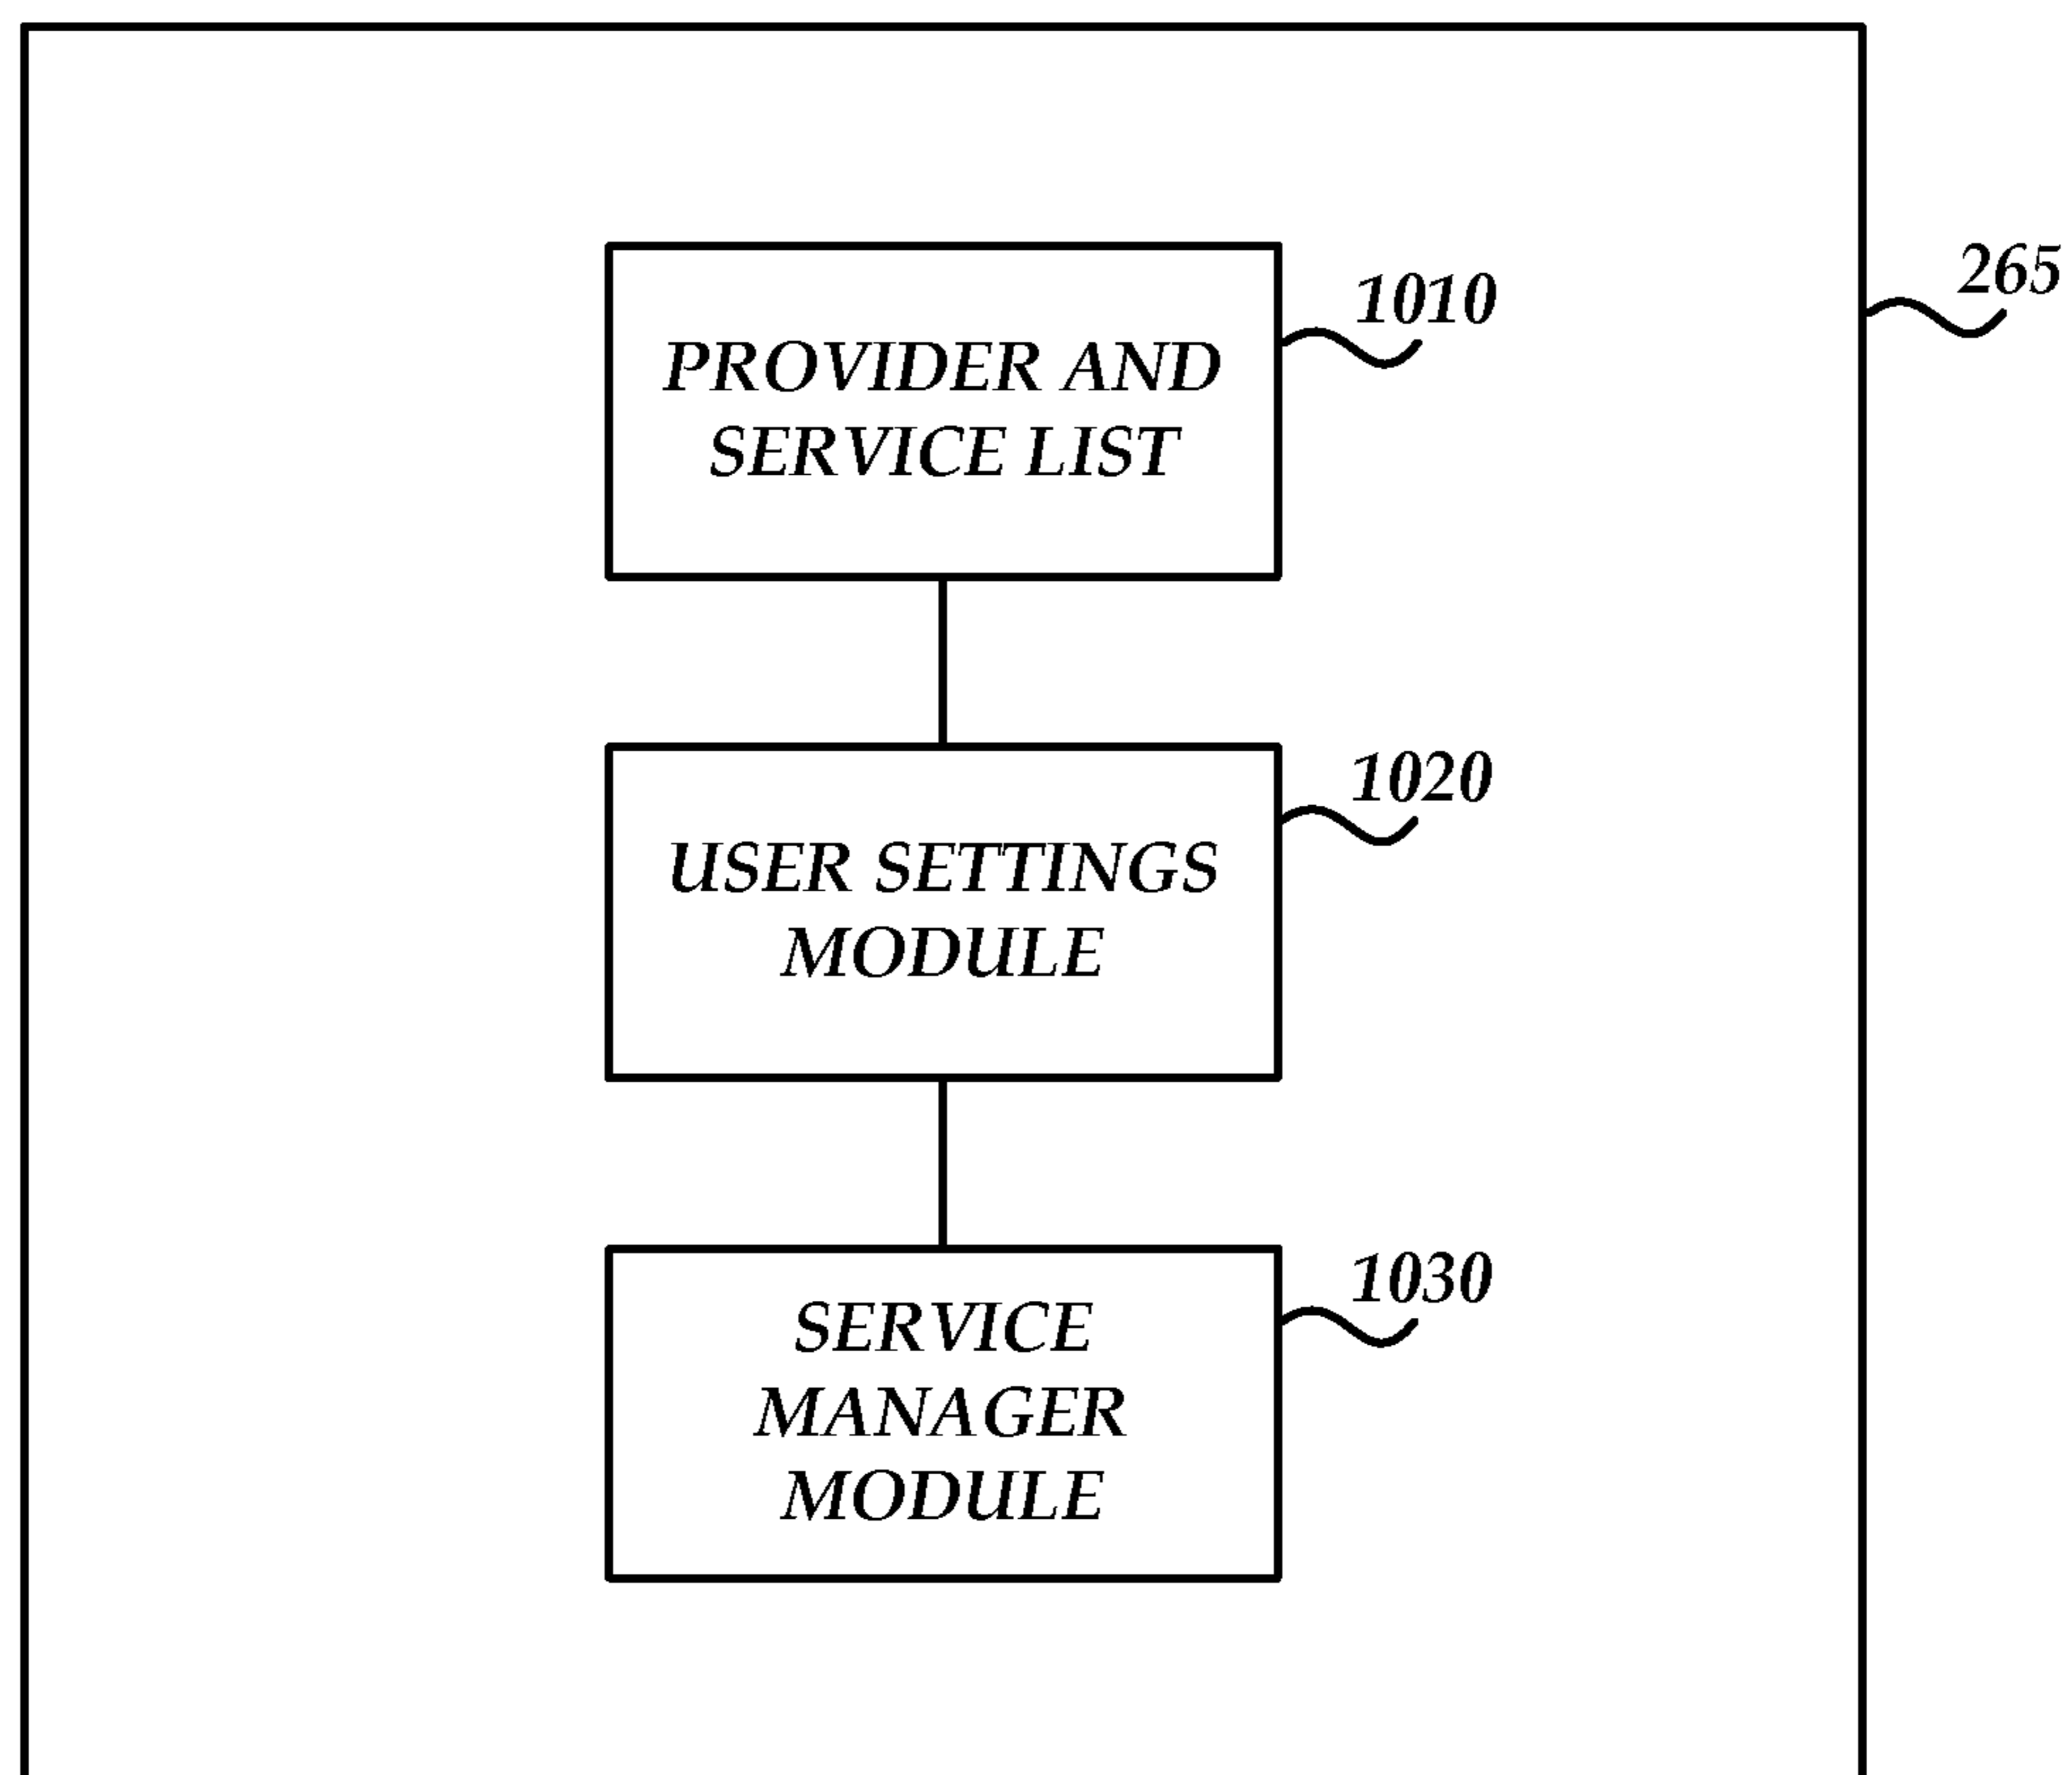 265
1010
PROVIDER AND
SERVICE LIST
1020
USER SETTINGS
MODULE
1030
SERVICE
MANAGER
MODULE